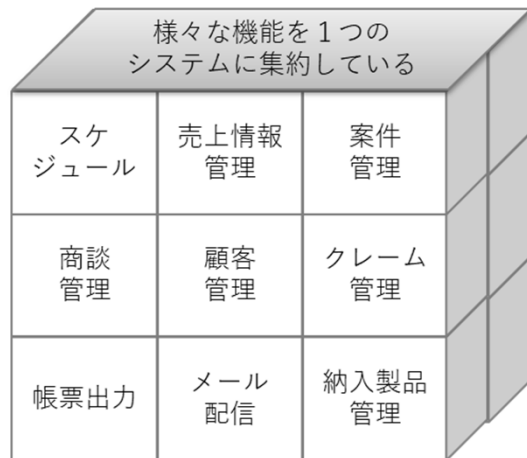 様々な機能を１つの
システムに集約している
スケ
ジュール
売上情報
管理
案件
管理
商談
管理
顧客
管理
クレーム
管理
帳票出力
メール
配信
納入製品
管理